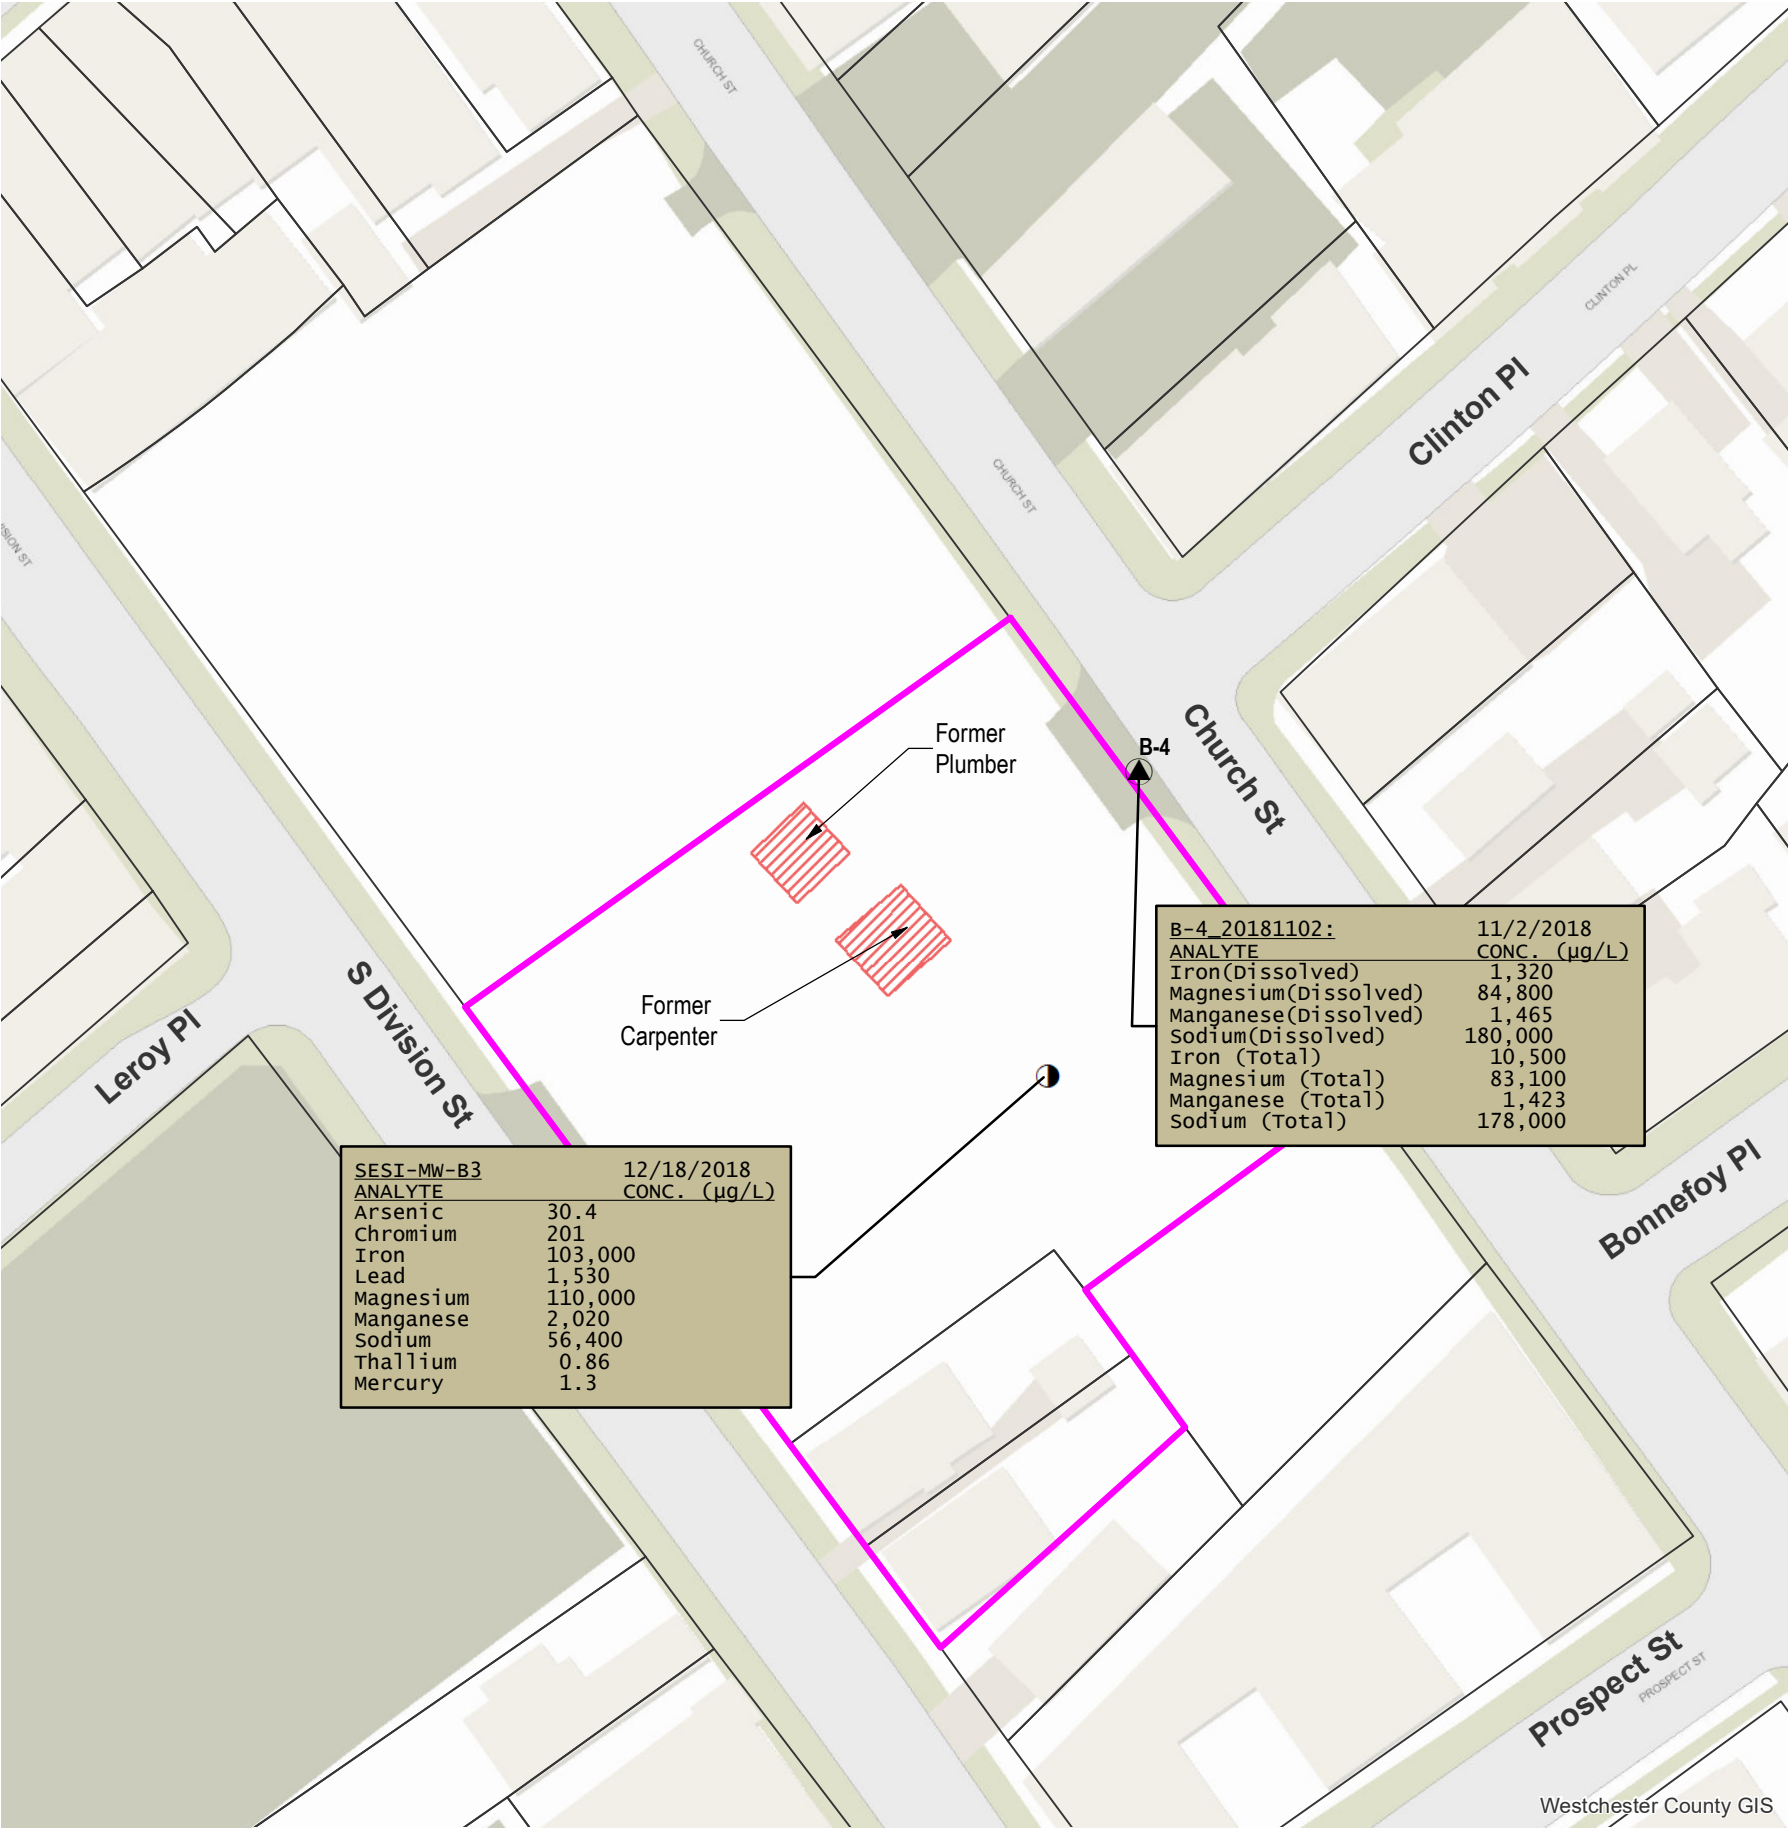 CHURCH ST
CLINTON PL
Clinton Pl
CHURCH ST
Church St
Former
Plumber
B-4
B-4_20181102: 11/2/2018
ANALYTE CONC. (µg/L)
Iron(Dissolved) 1,320
Magnesium(Dissolved) 84,800
Manganese(Dissolved) 1,465
Sodium(Dissolved) 180,000
Iron (Total) 10,500
Magnesium (Total) 83,100
Manganese (Total) 1,423
Sodium (Total) 178,000
Former
Carpenter
S Division St
Leroy Pl
SESI-MW-B3 12/18/2018
ANALYTE CONC. (µg/L)
Arsenic 30.4
Chromium 201
Iron 103,000
Lead 1,530
Magnesium 110,000
Manganese 2,020
Sodium 56,400
Thallium 0.86
Mercury 1.3
Bonnefoy Pl
Prospect St
PROSPECT ST
Westchester County GIS